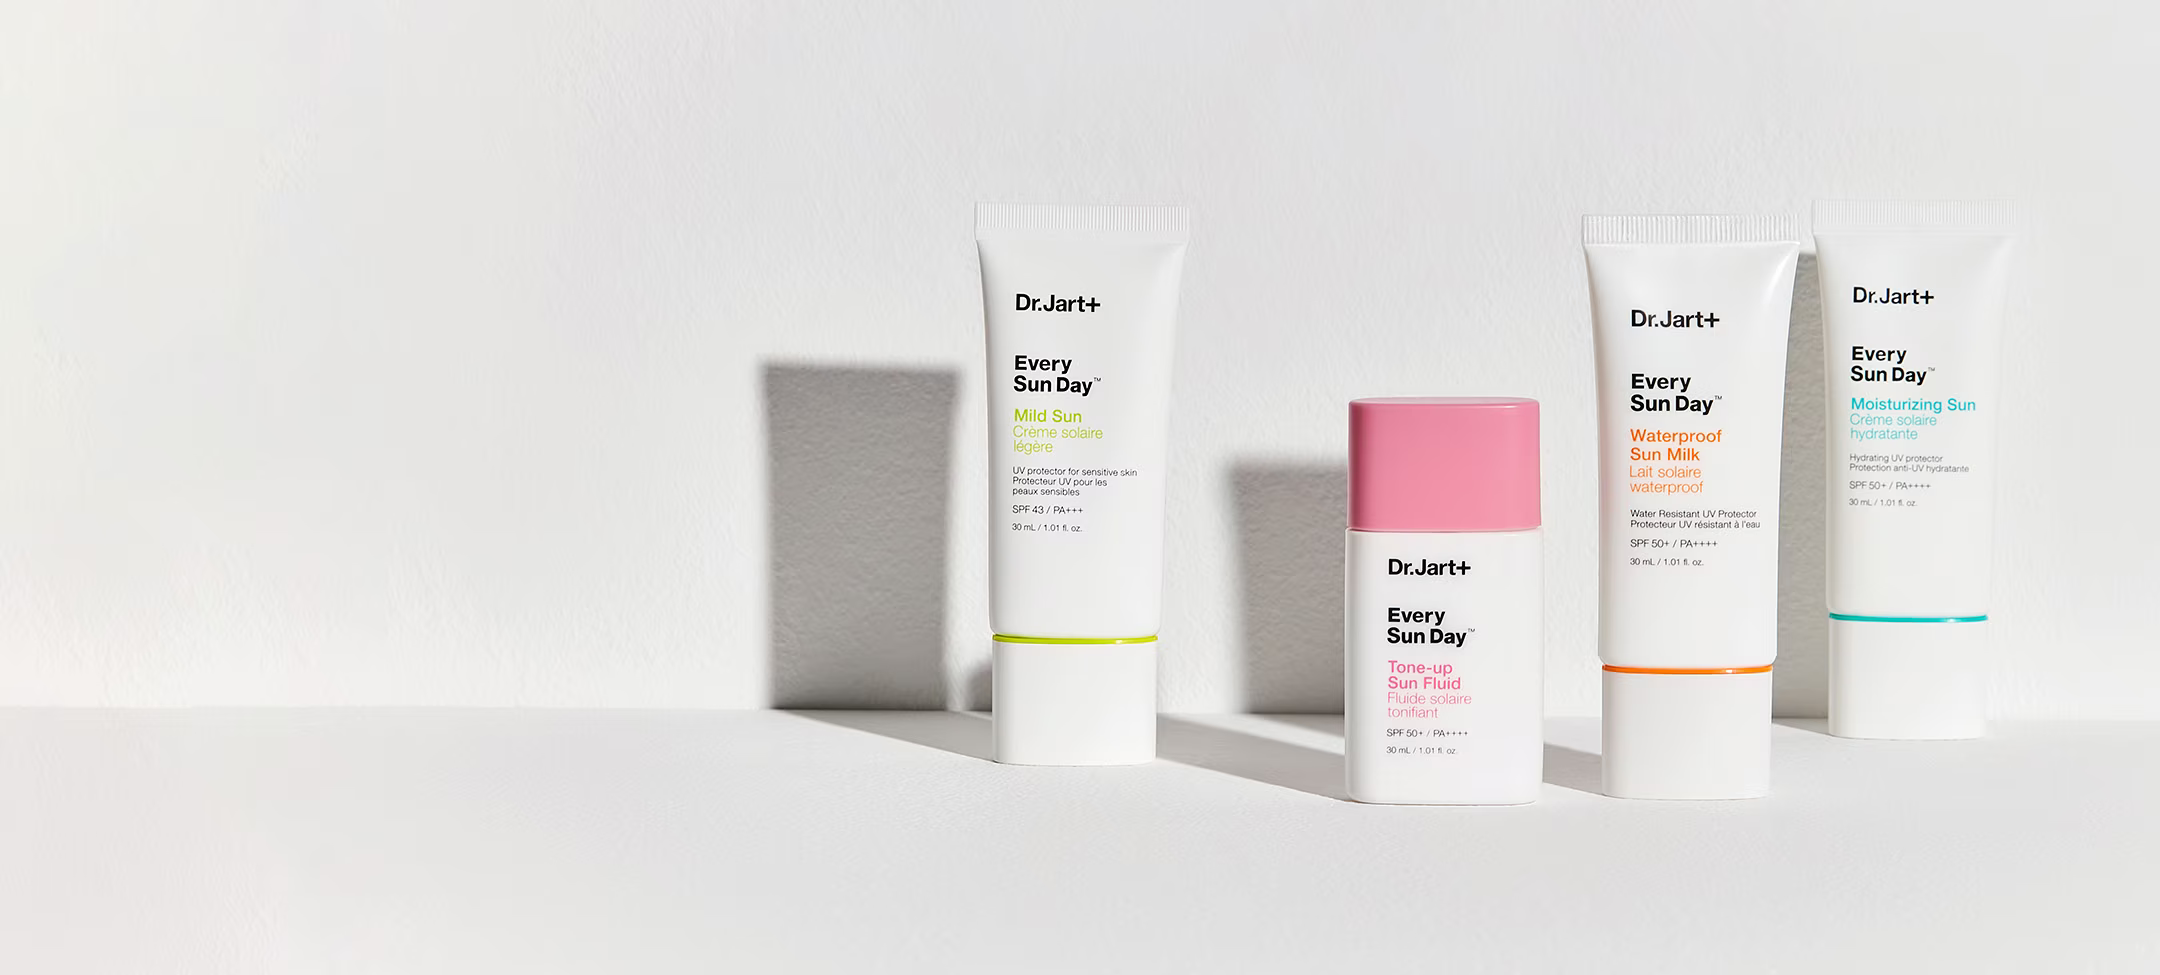 Dr.Jart+
Every
Sun Day™
Mild Sun
Crème solaire
légère
UV protector for sensitive skin
Protecteur UV pour les
peaux sensibles
SPF 43 / PA+++
30 mL / 1.01 fl. oz.
Dr.Jart+
Every
Sun Day™
Tone-up
Sun Fluid
Fluide solaire
tonifiant
SPF 50+ / PA++++
30 mL / 1.01 fl. oz.
Dr.Jart+
Every
Sun Day™
Waterproof
Sun Milk
Lait solaire
waterproof
Water Resistant UV Protector
Protecteur UV résistant à l'eau
SPF 50+ / PA++++
30 mL / 1.01 fl. oz.
Dr.Jart+
Every
Sun Day™
Moisturizing Sun
Crème solaire
hydratante
Hydrating UV protector
Protection anti-UV hydratante
SPF 50+ / PA++++
30 mL / 1.01 fl. oz.